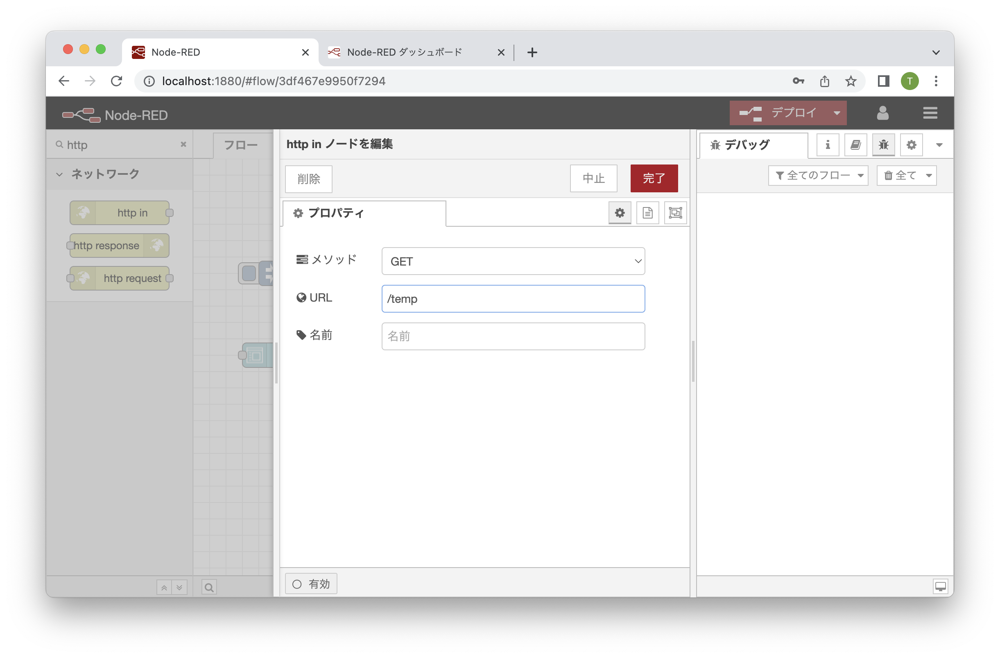 Node-RED
Node-RED ダッシュボード
localhost:1880/#flow/3df467e9950f7294
T
Node-RED
デプロイ
http
フロー
http in ノードを編集
デバッグ
ネットワーク
削除
中止
完了
全てのフロー
全て
http in
プロパティ
http response
メソッド
GET
http request
URL
/temp
名前
名前
有効